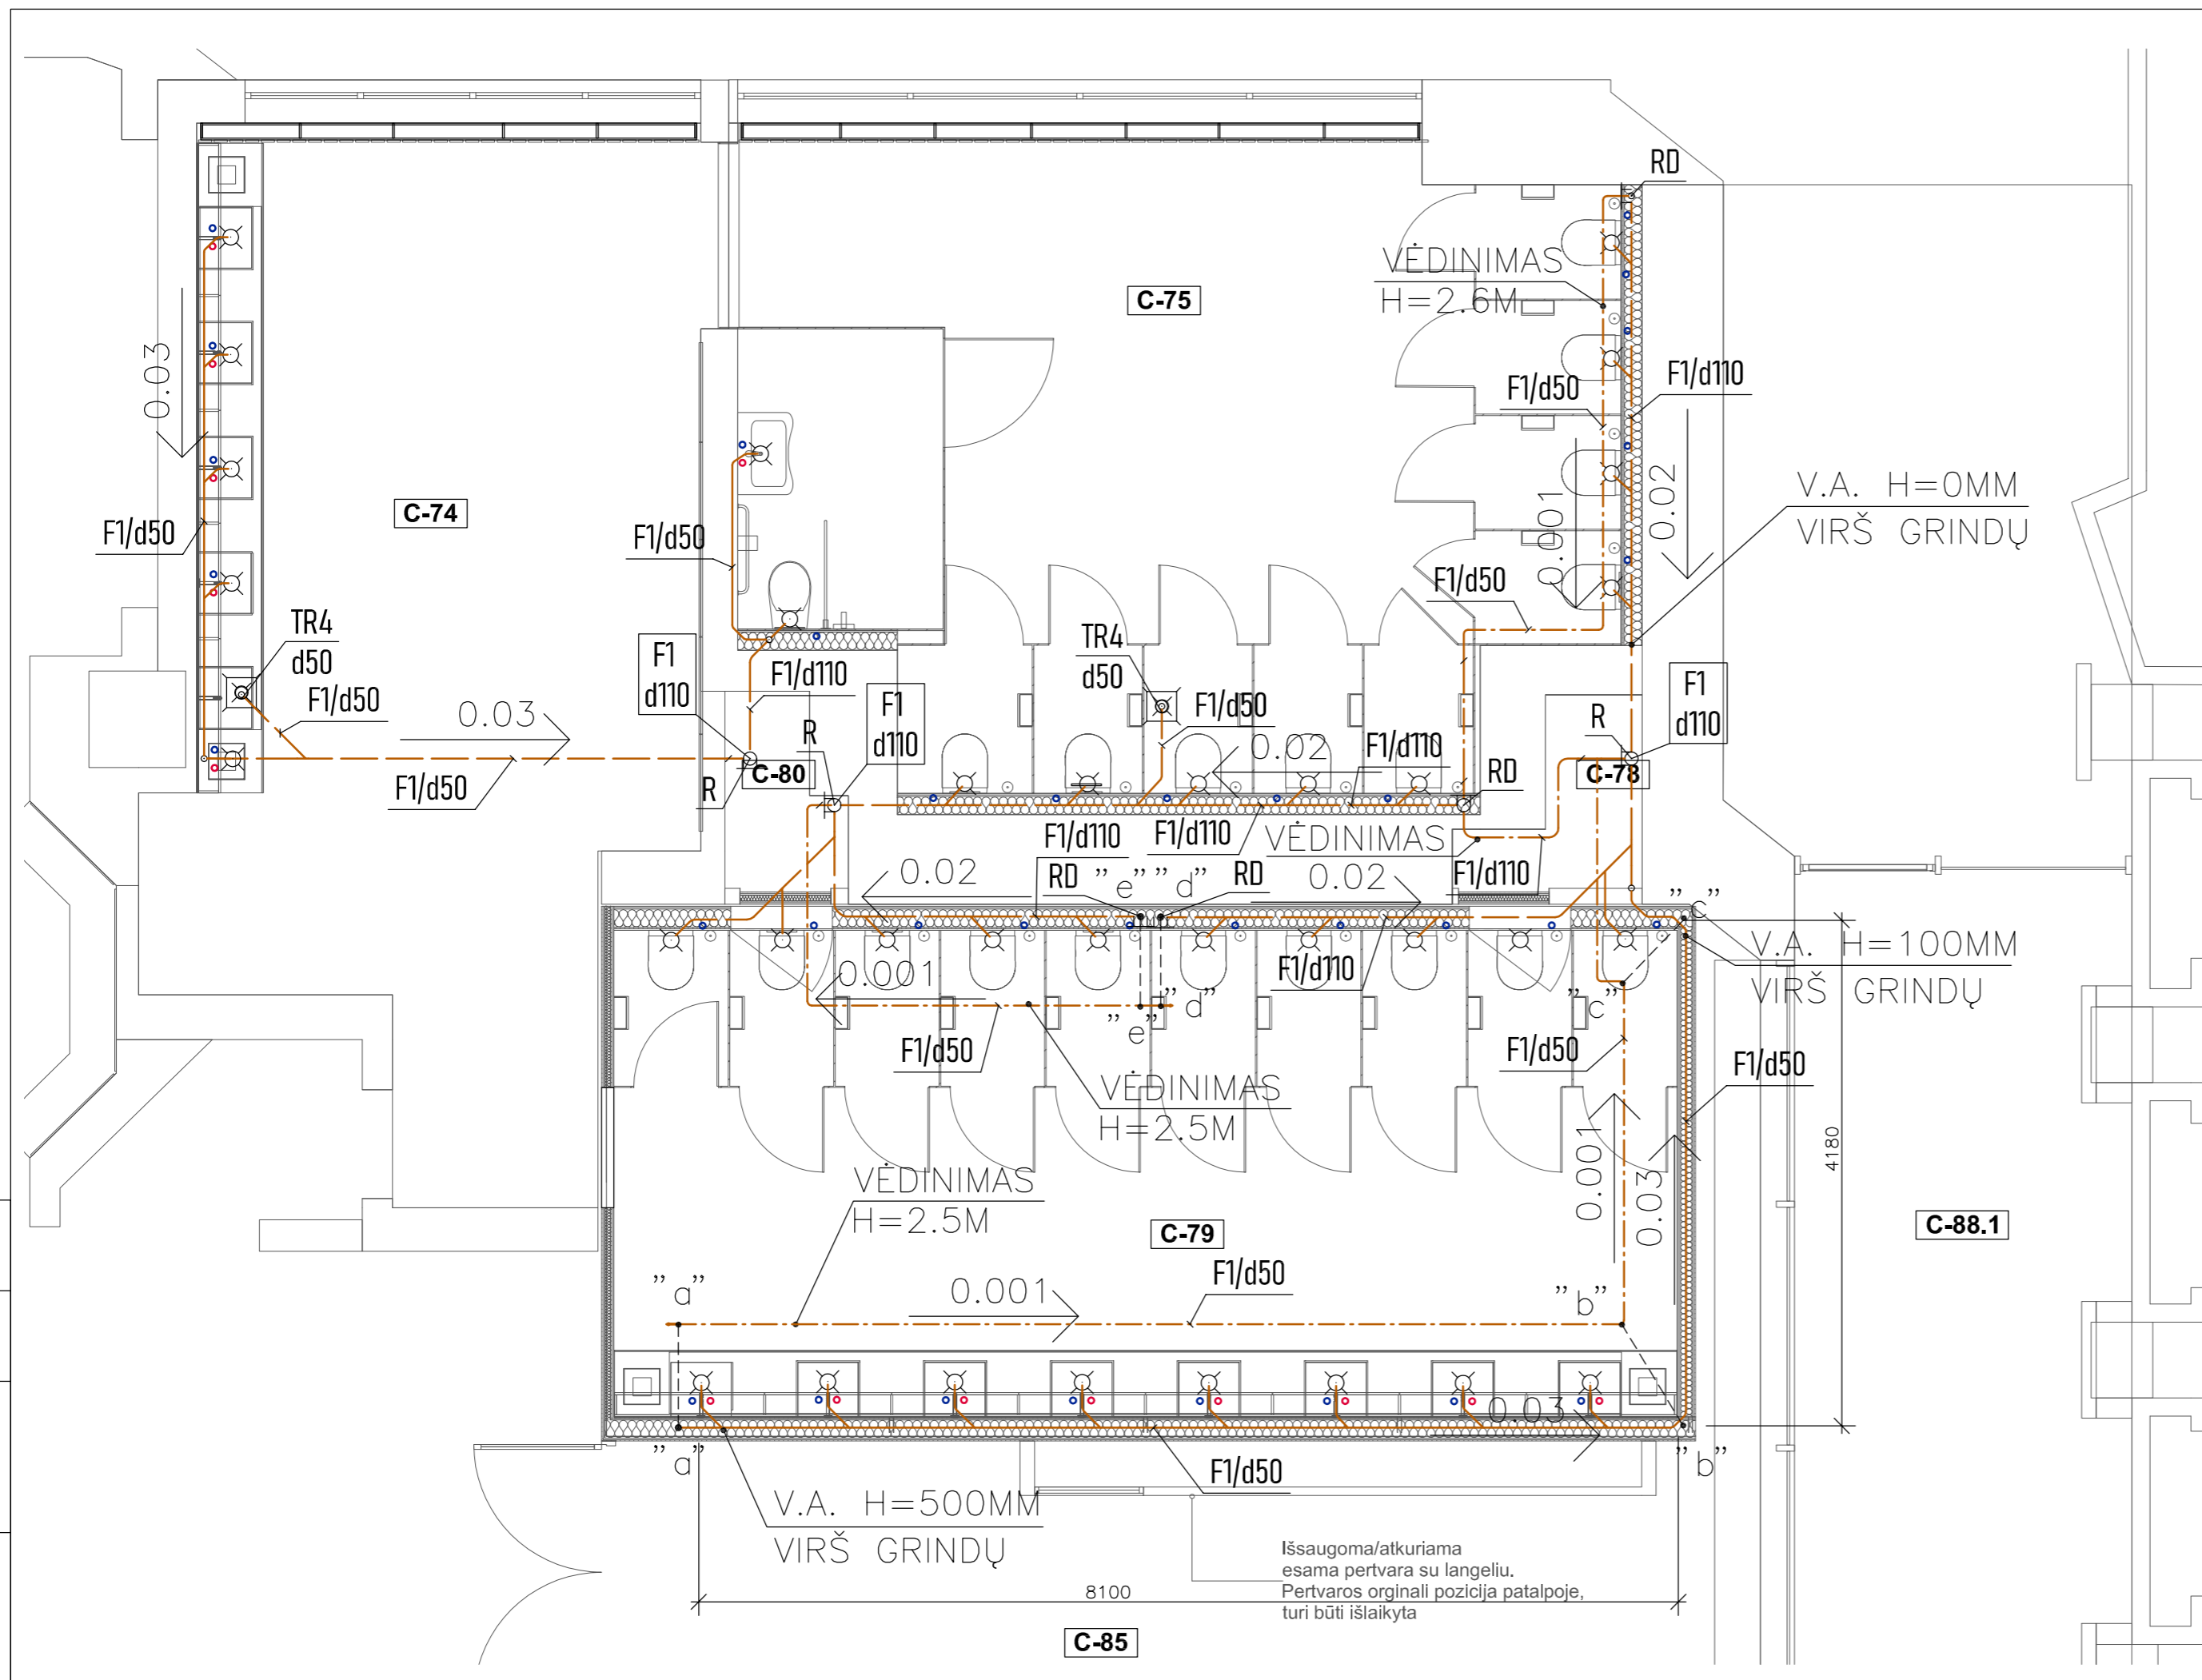 RD
VĖDINIMAS
H=2.6M
C-75
0.03
F1/d50
F1/d110
C-74
0.001
0.02
V.A. H=0MM
VIRŠ GRINDŲ
F1/d50
F1/d50
F1/d50
TR4
d50
F1/d50
F1
d110
F1/d110
TR4
d50
F1/d50
F1
d110
F1
d110
0.03
R
0.02
F1/d110
R
RD
C-80
C-78
F1/d50
R
F1/d110
F1/d110
VĖDINIMAS
F1/d110
0.02
RD
"e"
"d"
RD
0.02
"c"
V.A. H=100MM
VIRŠ GRINDŲ
0.001
F1/d110
"d"
"c"
"e"
F1/d50
F1/d50
F1/d50
VĖDINIMAS
H=2.5M
4180
0.001
0.03
VĖDINIMAS
H=2.5M
C-79
C-88.1
"a"
0.001
F1/d50
"b"
0.03
"a"
F1/d50
"b"
V.A. H=500MM
VIRŠ GRINDŲ
Išsaugoma/atkuriama
esama pertvara su langeliu.
Pertvaros orginali pozicija patalpoje,
turi būti išlaikyta
8100
C-85